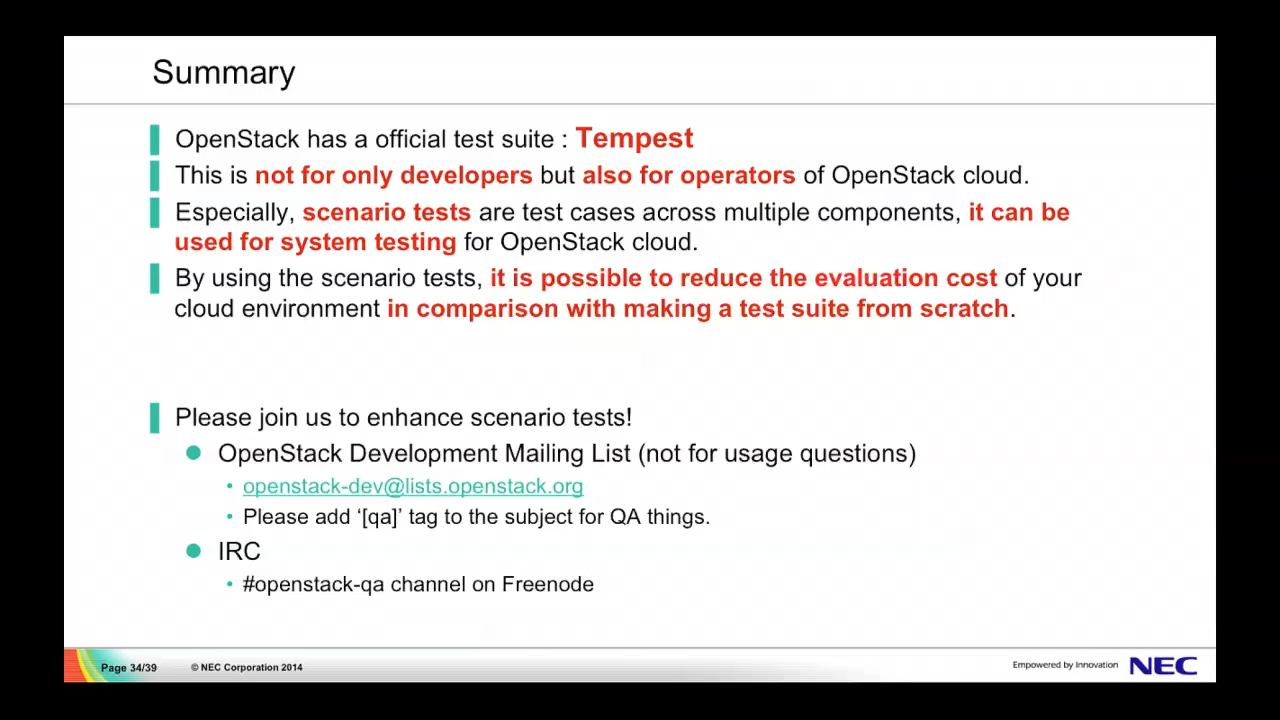 Summary
OpenStack has a official test suite : Tempest
This is not for only developers but also for operators of OpenStack cloud.
Especially, scenario tests are test cases across multiple components, it can be
used for system testing for OpenStack cloud.
By using the scenario tests, it is possible to reduce the evaluation cost of your
cloud environment in comparison with making a test suite from scratch.
Please join us to enhance scenario tests!
OpenStack Development Mailing List (not for usage questions)
openstack-dev@lists.openstack.org
Please add ‘[qa]’ tag to the subject for QA things.
IRC
#openstack-qa channel on Freenode
Page 34/39 © NEC Corporation 2014 Empowered by Innovation NEC